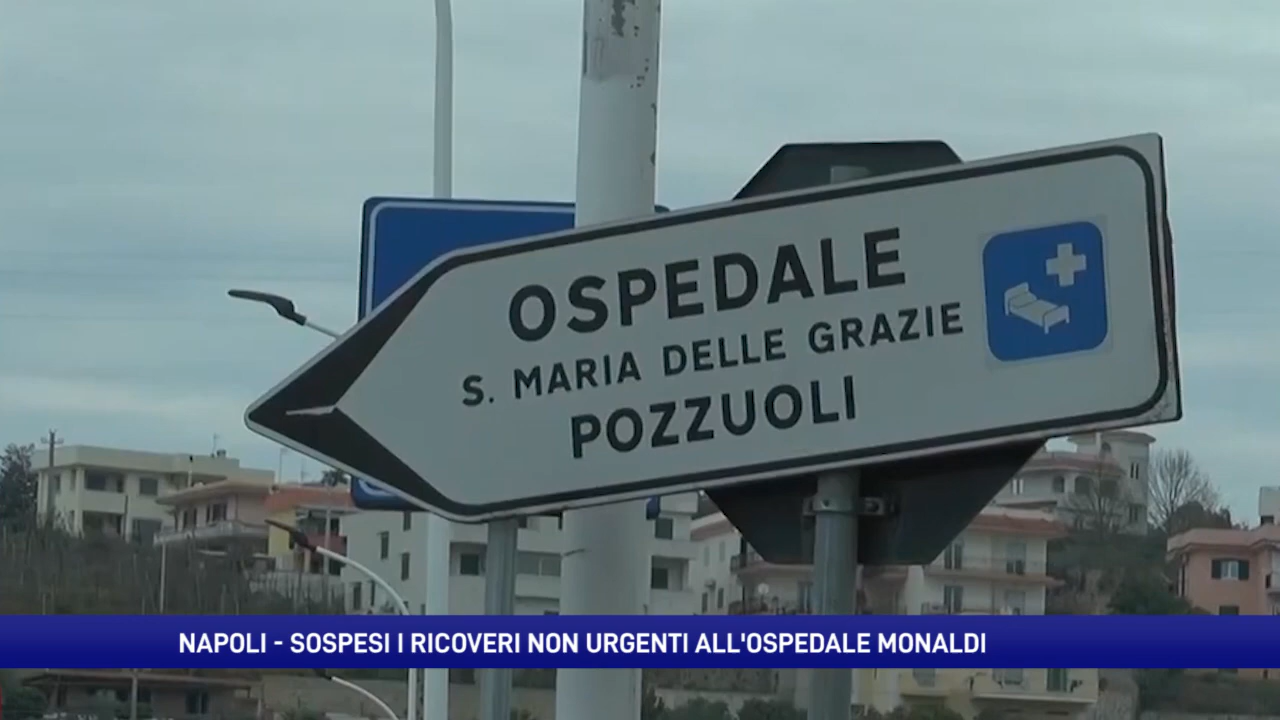 OSPEDALE
S. MARIA DELLE GRAZIE
POZZUOLI
NAPOLI - SOSPESI I RICOVERI NON URGENTI ALL'OSPEDALE MONALDI